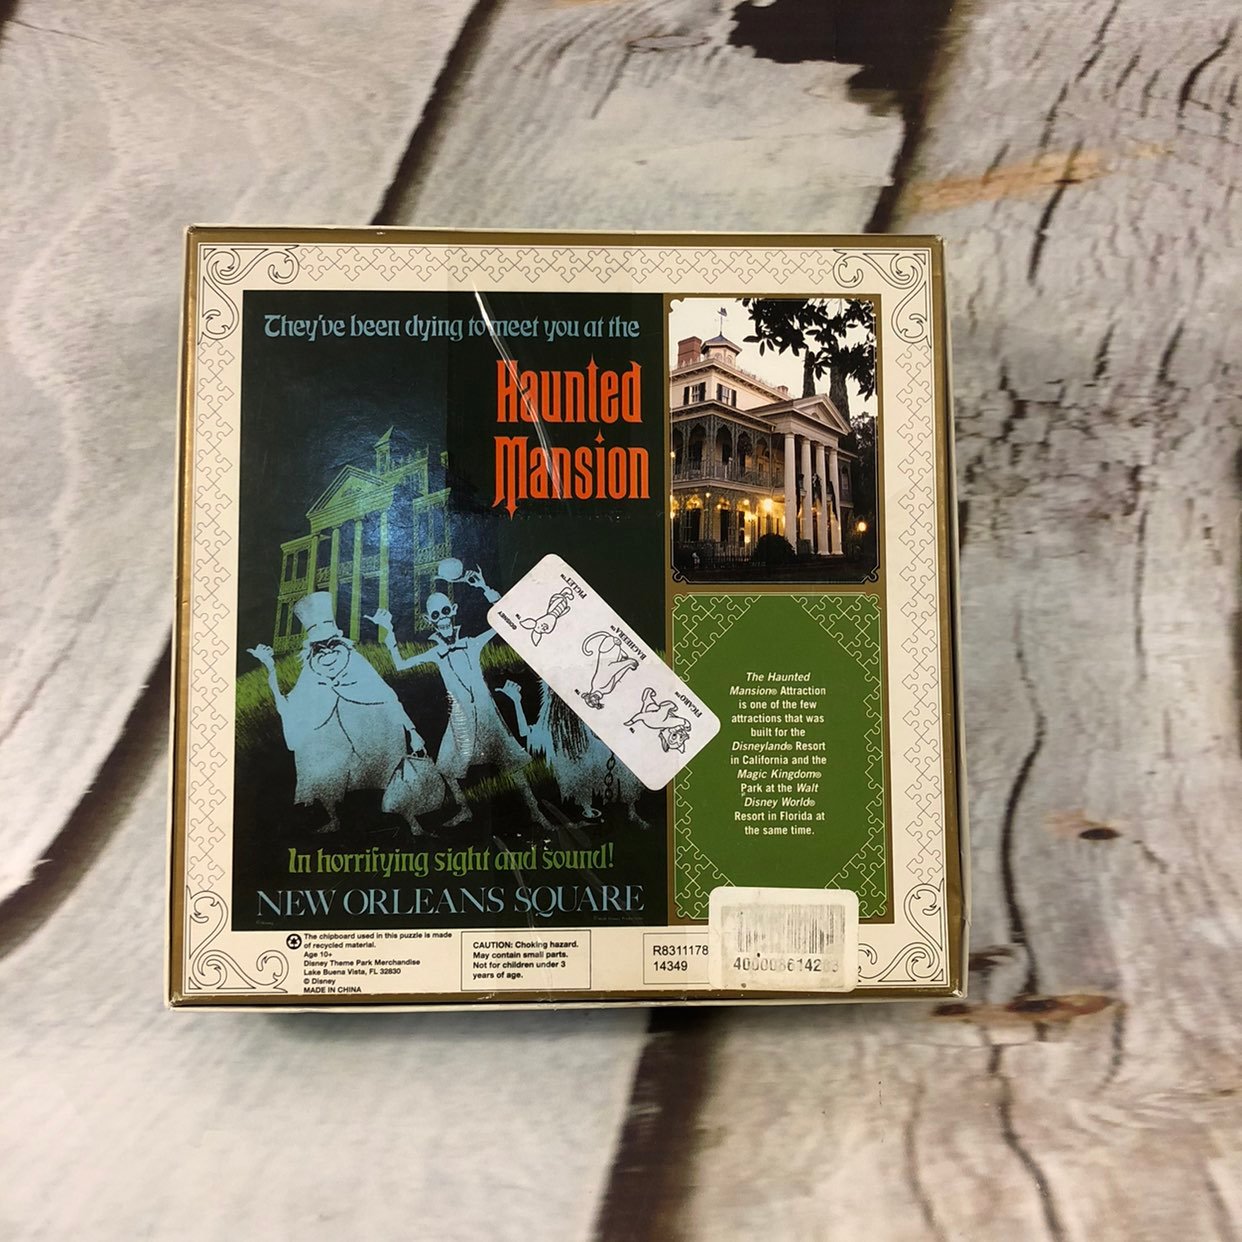 They've been dying to meet you at the
Haunted
Mansion
In horrifying sight and sound!
NEW ORLEANS SQUARE
©DISNEY
PIGLET™
BAGHEERA™
FIGARO™
The Haunted
Mansion® Attraction
is one of the few
attractions that was
built for the
Disneyland® Resort
in California and the
Magic Kingdom®
Park at the Walt
Disney World®
Resort in Florida at
the same time.
The chipboard used in this puzzle is made
of recycled material.
Age 10+
Disney Theme Park Merchandise
Lake Buena Vista, FL 32830
© Disney
MADE IN CHINA
CAUTION: Choking hazard.
May contain small parts.
Not for children under 3
years of age.
R8311178
14349